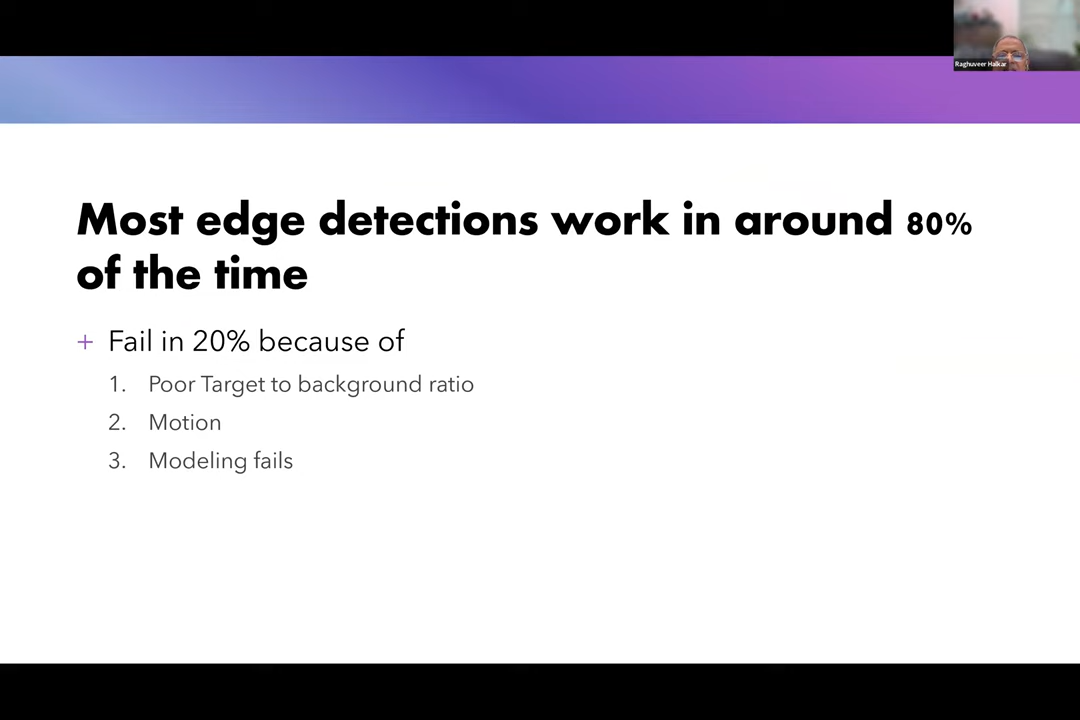 Raghuveer Halkar
Most edge detections work in around 80%
of the time
+ Fail in 20% because of
1. Poor Target to background ratio
2. Motion
3. Modeling fails